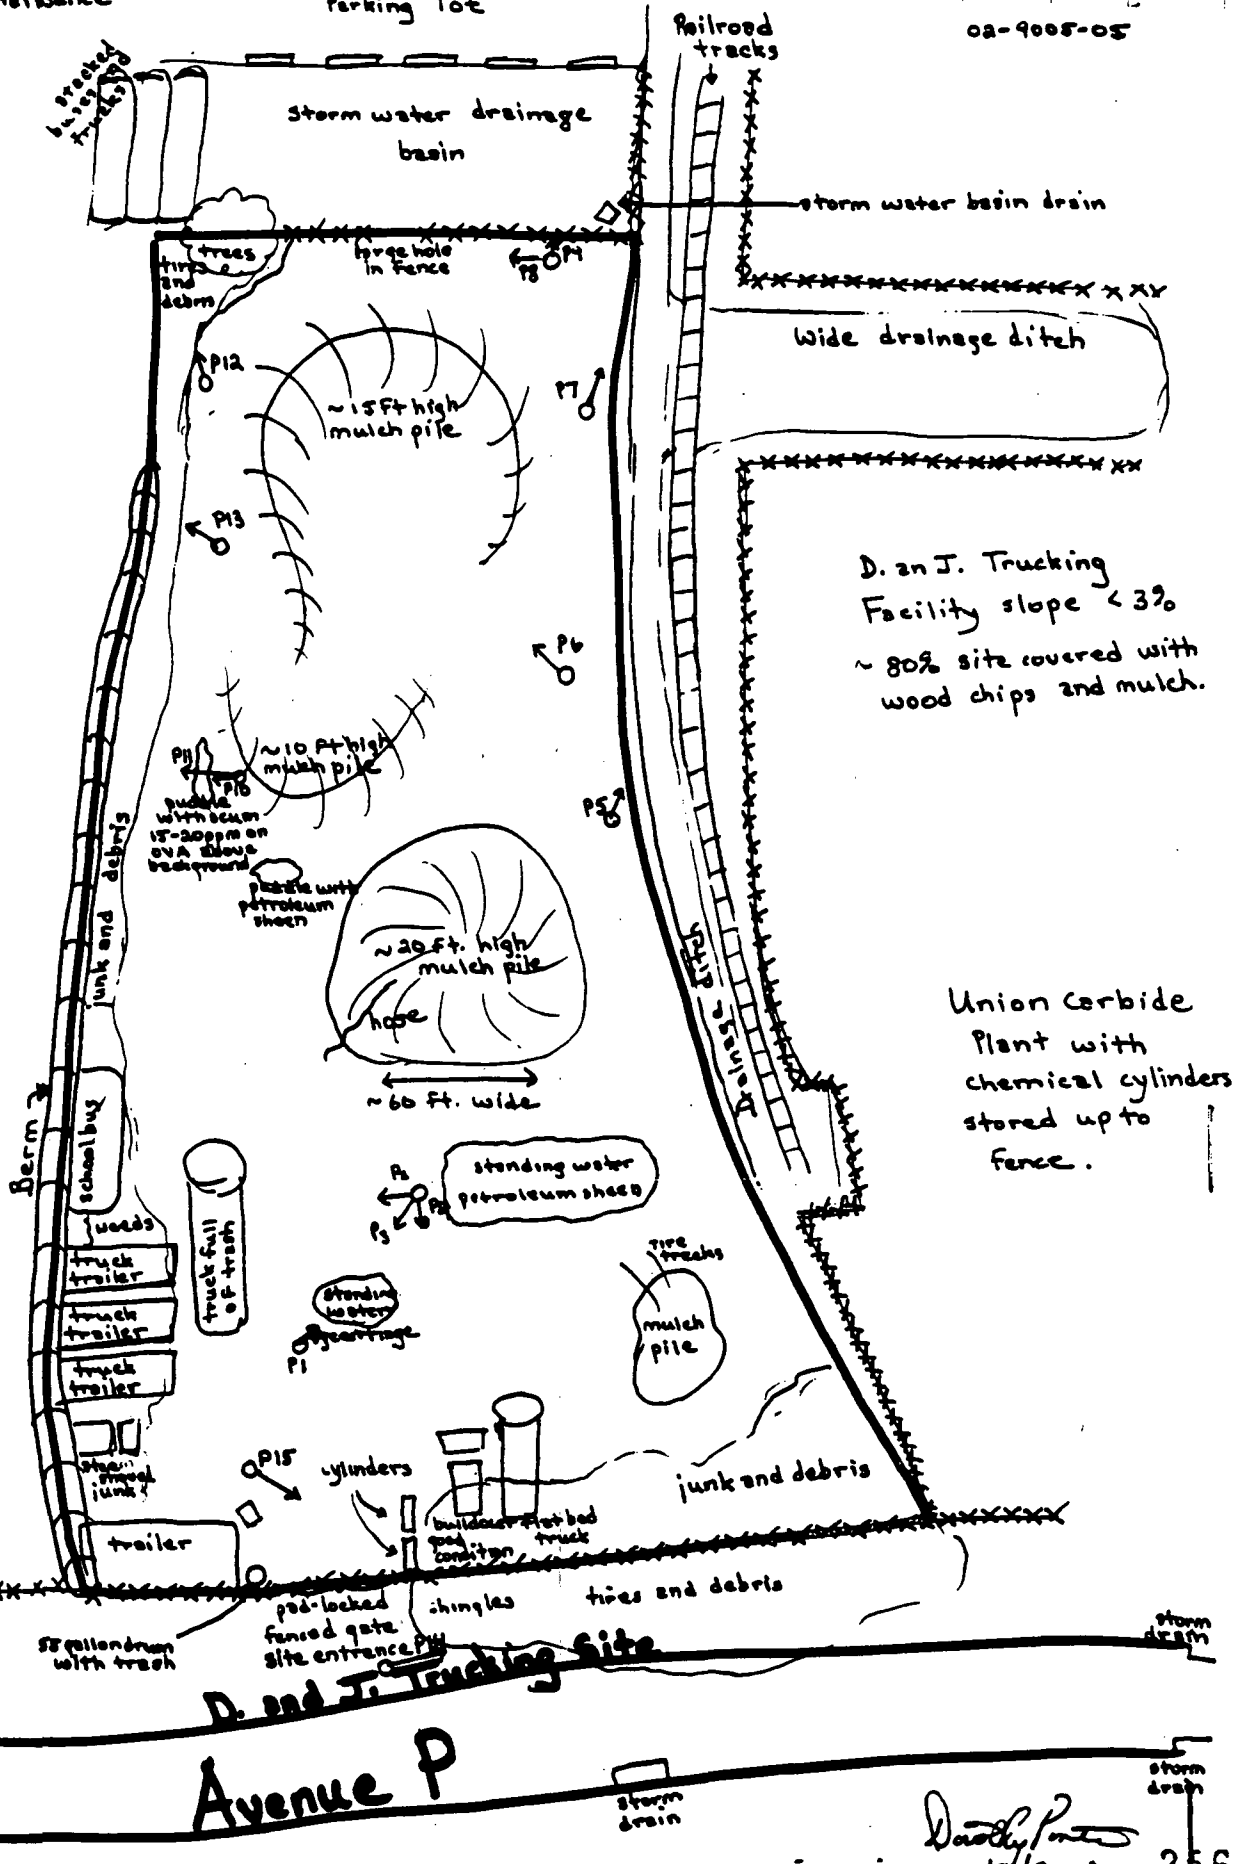 Parking lot
02-9005-05
Railroad
tracks
stacked
buses and
trucks
storm water drainage
basin
storm water basin drain
trees
tires
and
debris
large hole
in fence
P8
P4
Wide drainage ditch
P12
P7
~15 ft high
mulch pile
P13
D. an J. Trucking
Facility slope < 3%
~ 80% site covered with
wood chips and mulch.
P6
~10 ft high
mulch pile
P11
P10
puddle
with scum
15-20ppm on
OVA above
background
P5
junk and debris
puddle with
petroleum
sheen
~20 ft. high
mulch pile
hose
Drainage ditch
Union Carbide
Plant with
chemical cylinders
stored up to
fence.
~60 ft. wide
Berm
school bus
standing water
petroleum sheen
P2
P3
weeds
truck full
of trash
truck
trailer
truck
trailer
truck
trailer
tire
tracks
standing
water
P1
mulch
pile
P15
cylinders
junk
junk and debris
trailer
bulldozer
good
condition
flat bed
truck
tires and debris
pad-locked
fenced gate
site entrance
P14
shingles
55 gallon drum
with trash
storm
drain
D. and J. Trucking Site
Avenue P
storm
drain
storm
drain